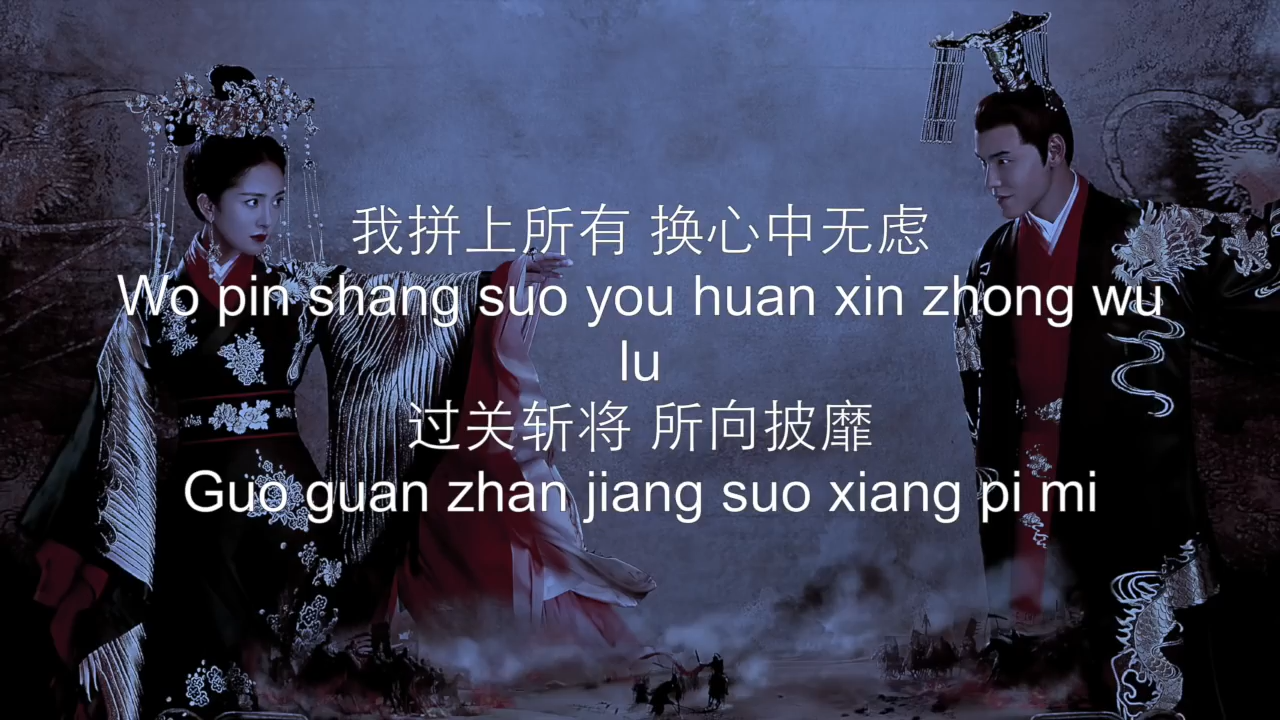 我拼上所有 换心中无虑
Wo pin shang suo you huan xin zhong wu
lu
过关斩将 所向披靡
Guo guan zhan jiang suo xiang pi mi